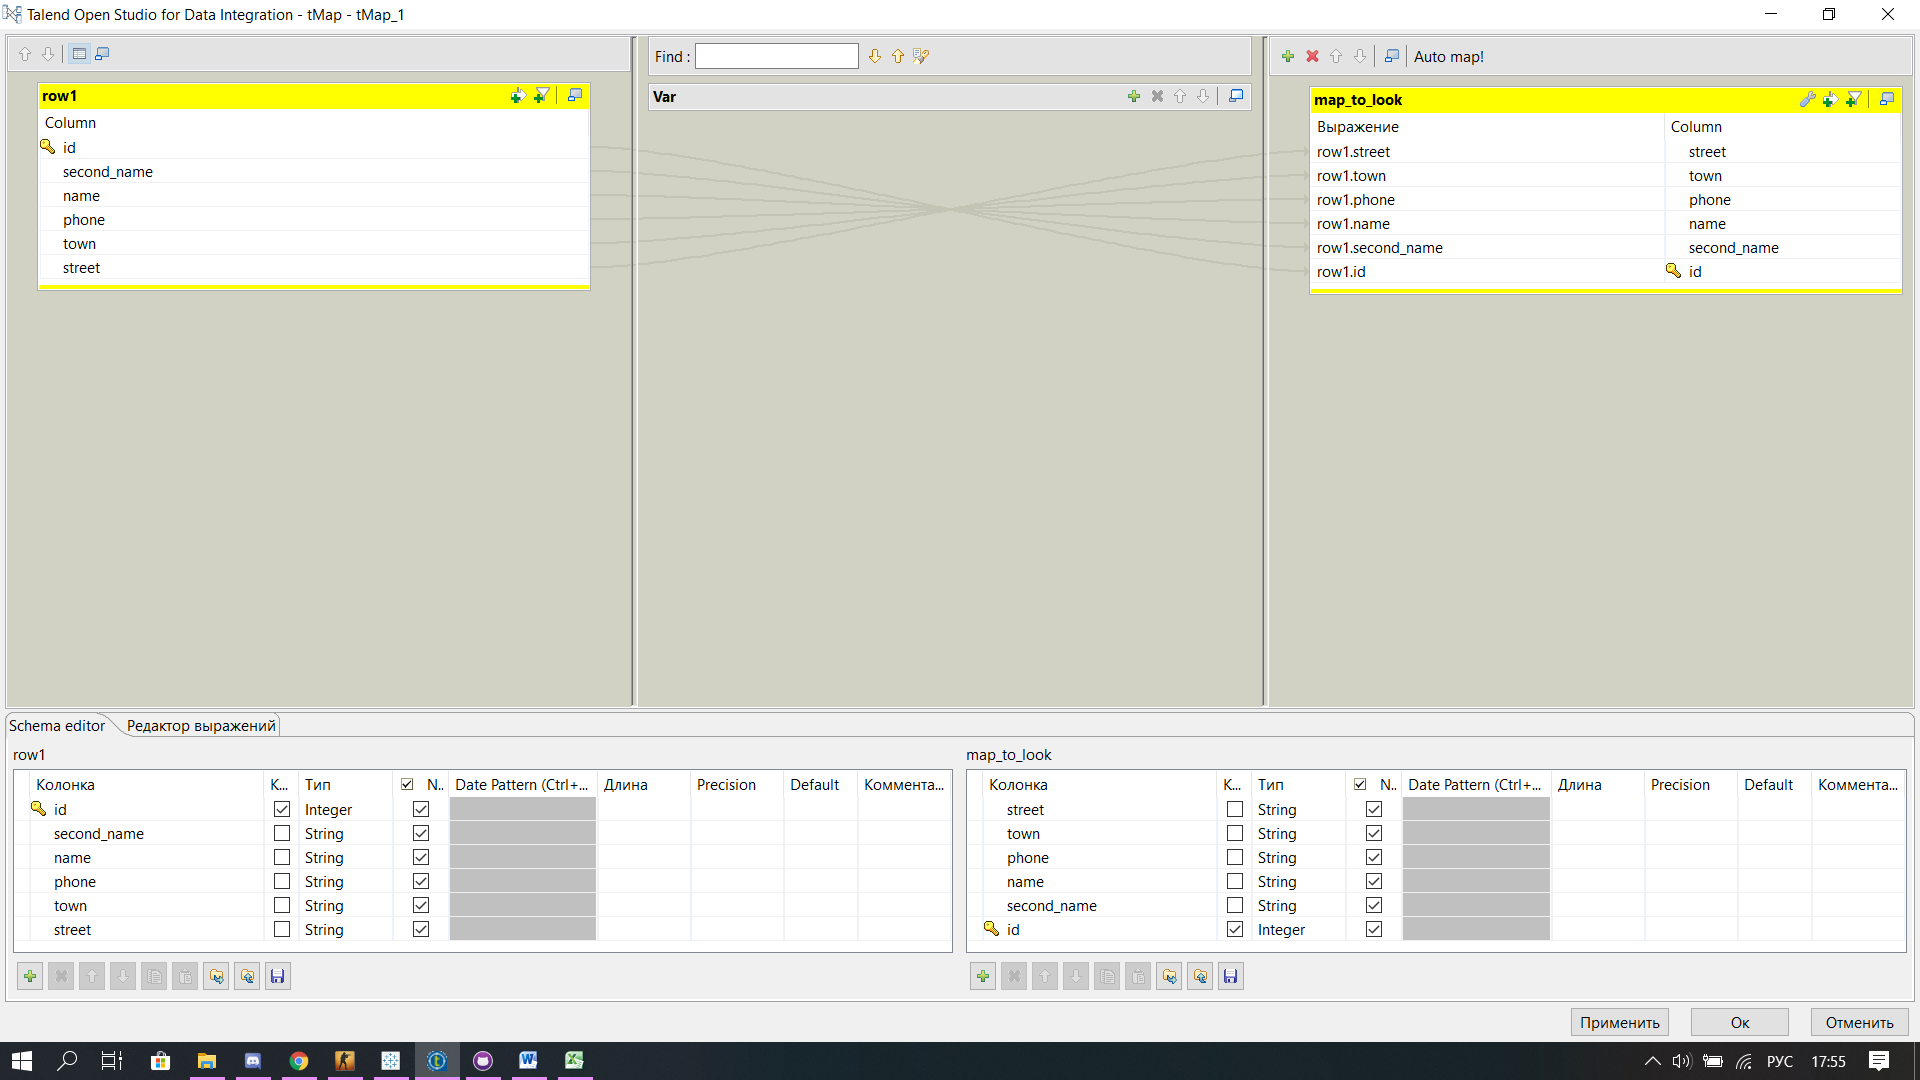 Talend Open Studio for Data Integration - tMap - tMap_1
Find :
Auto map!
row1
Var
map_to_look
Column
id
second_name
name
phone
town
street
Выражение Column
row1.street street
row1.town town
row1.phone phone
row1.name name
row1.second_name second_name
row1.id id
Schema editor Редактор выражений
row1
Колонка К... Тип N.. Date Pattern (Ctrl+... Длина Precision Default Коммента...
id Integer
second_name String
name String
phone String
town String
street String
map_to_look
Колонка К... Тип N.. Date Pattern (Ctrl+... Длина Precision Default Коммента...
street String
town String
phone String
name String
second_name String
id Integer
Применить Ок Отменить
РУС 17:55